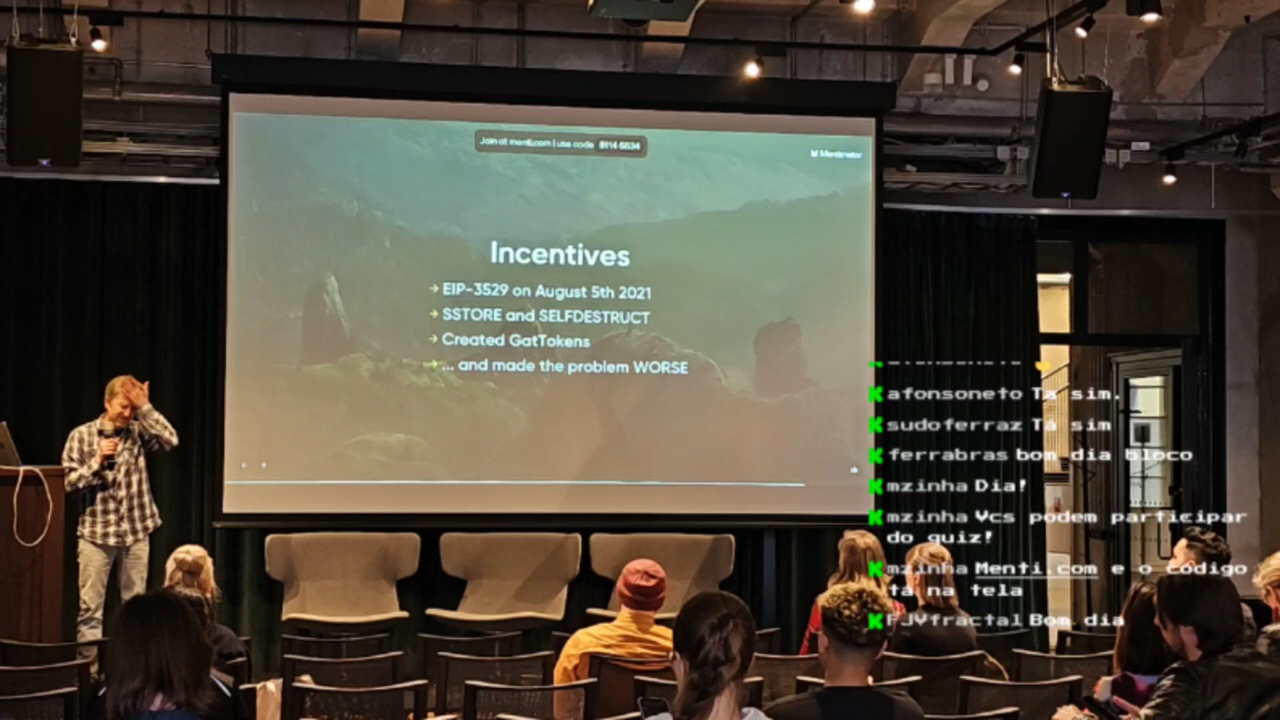 Join at menti.com | use code 8114 6834
Mentimeter
Incentives
→ EIP-3529 on August 5th 2021
→ SSTORE and SELFDESTRUCT
→ Created GatTokens
→ ... and made the problem WORSE
afonsoneto Tá sim.
sudoferraz Tá sim
ferrabras bom dia bloco
mzinha Dia!
mzinha Vcs podem participar
do quiz!
mzinha Menti.com e o código
tá na tela
PJVfractal Bom dia